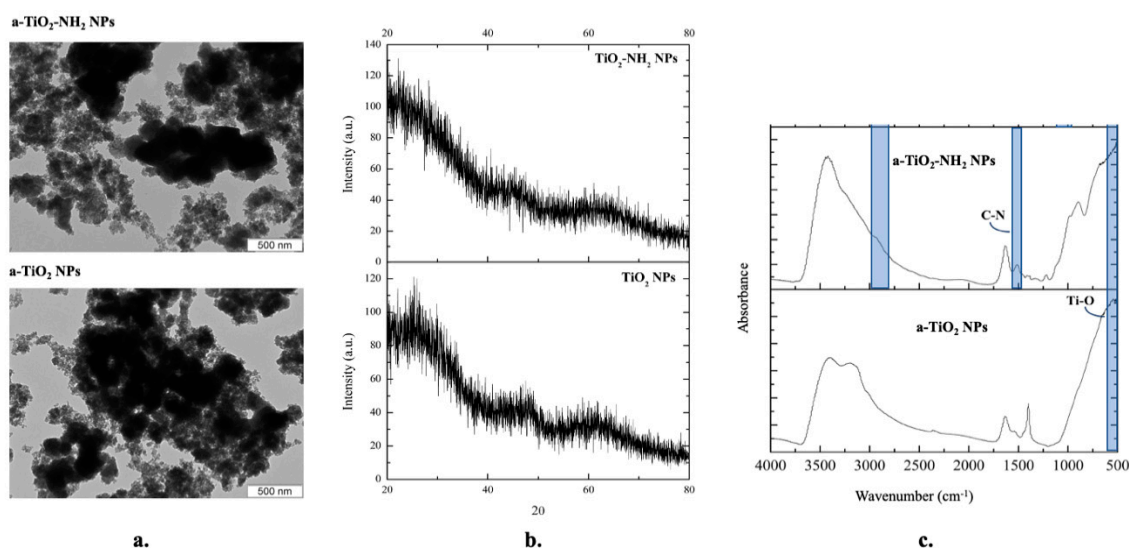 a-TiO₂-NH₂ NPs
500 nm
a-TiO₂ NPs
500 nm
a.
20 40 60 80
140
120
100
80
60
40
20
0
TiO₂-NH₂ NPs
Intensity (a.u.)
120
100
80
60
40
20
0
TiO₂ NPs
Intensity (a.u.)
20 40 60 80
2θ
b.
a-TiO₂-NH₂ NPs
C-N
Ti-O
a-TiO₂ NPs
Absorbance
4000 3500 3000 2500 2000 1500 1000 500
Wavenumber (cm⁻¹)
c.